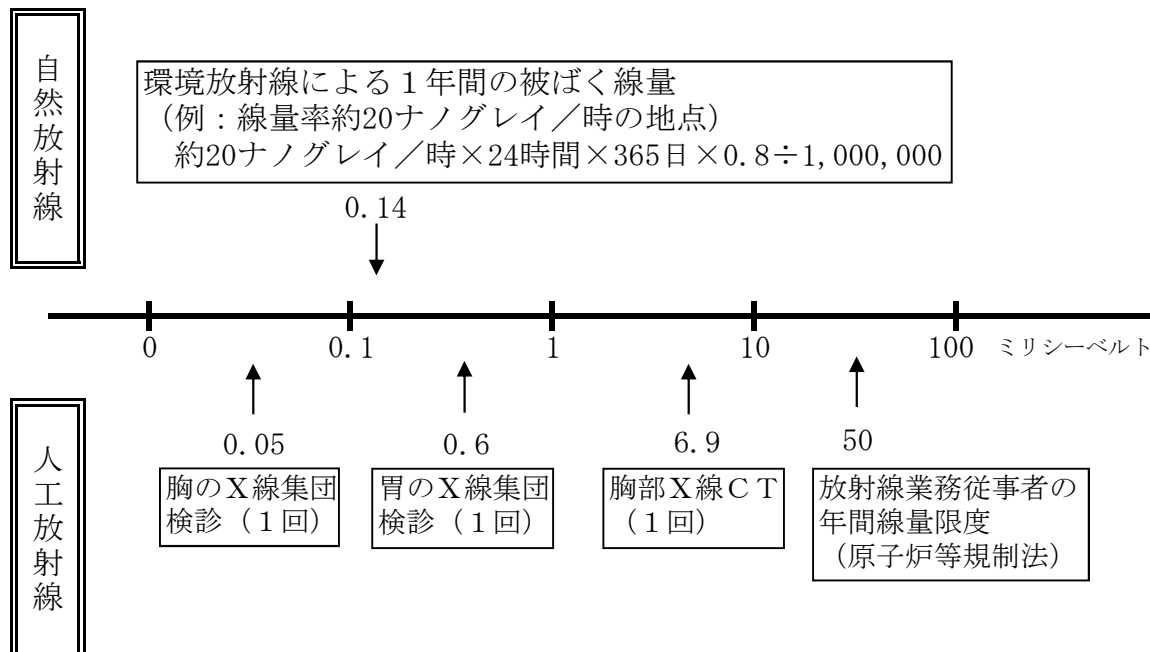 自然放射線
環境放射線による１年間の被ばく線量
（例：線量率約20ナノグレイ／時の地点）
約20ナノグレイ／時×24時間×365日×0.8÷1,000,000
0.14
0
0.1
1
10
100
ミリシーベルト
人工放射線
0.05
0.6
6.9
50
胸のＸ線集団
検診（１回）
胃のＸ線集団
検診（１回）
胸部Ｘ線ＣＴ
（１回）
放射線業務従事者の
年間線量限度
（原子炉等規制法）